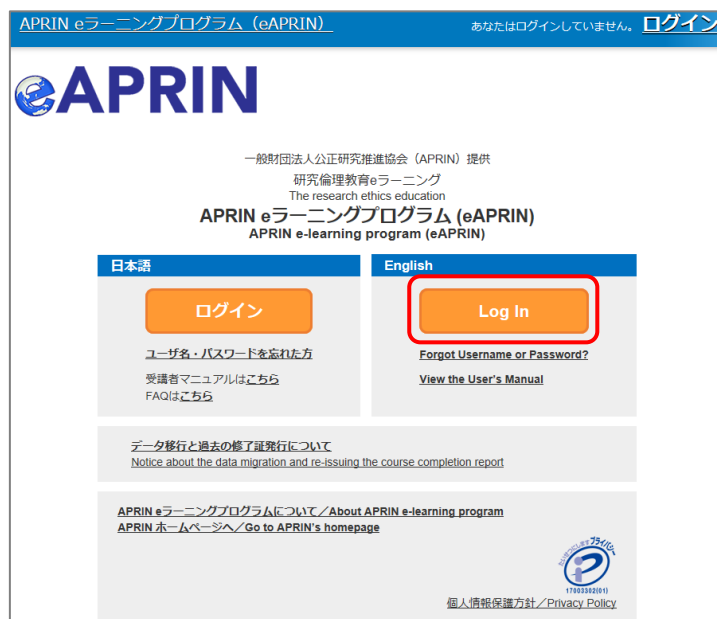 APRIN eラーニングプログラム（eAPRIN）
あなたはログインしていません。 ログイン
eAPRIN
一般財団法人公正研究推進協会（APRIN）提供
研究倫理教育eラーニング
The research ethics education
APRIN eラーニングプログラム (eAPRIN)
APRIN e-learning program (eAPRIN)
日本語
ログイン
ユーザ名・パスワードを忘れた方
受講者マニュアルはこちら
FAQはこちら
English
Log In
Forgot Username or Password?
View the User's Manual
データ移行と過去の修了証発行について
Notice about the data migration and re-issuing the course completion report
APRIN eラーニングプログラムについて／About APRIN e-learning program
APRIN ホームページへ／Go to APRIN's homepage
たいせつにします プライバシー
17003302(01)
個人情報保護方針／Privacy Policy